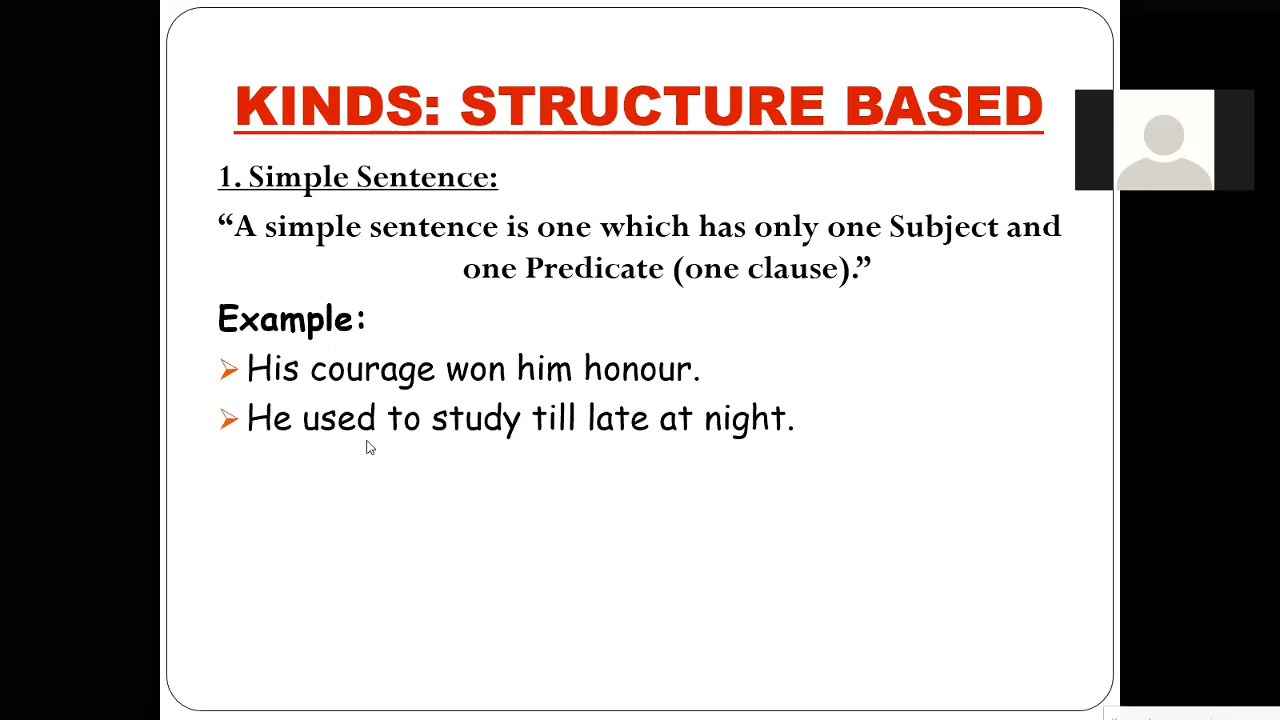 KINDS: STRUCTURE BASED
1. Simple Sentence:
“A simple sentence is one which has only one Subject and
one Predicate (one clause).”
Example:
His courage won him honour.
He used to study till late at night.